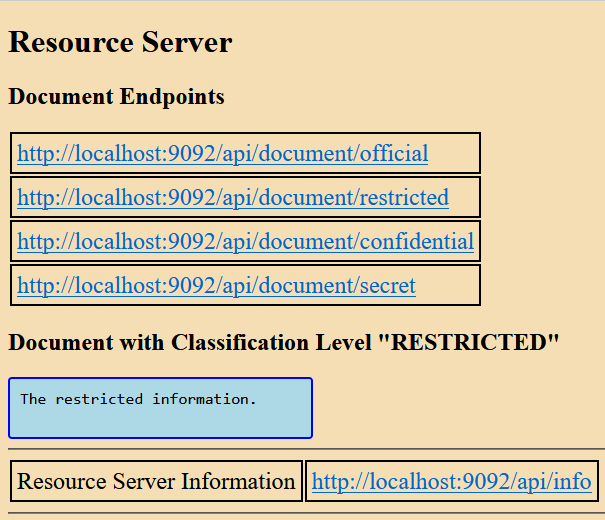 Resource Server
Document Endpoints
http://localhost:9092/api/document/official
http://localhost:9092/api/document/restricted
http://localhost:9092/api/document/confidential
http://localhost:9092/api/document/secret
Document with Classification Level "RESTRICTED"
The restricted information.
Resource Server Information http://localhost:9092/api/info